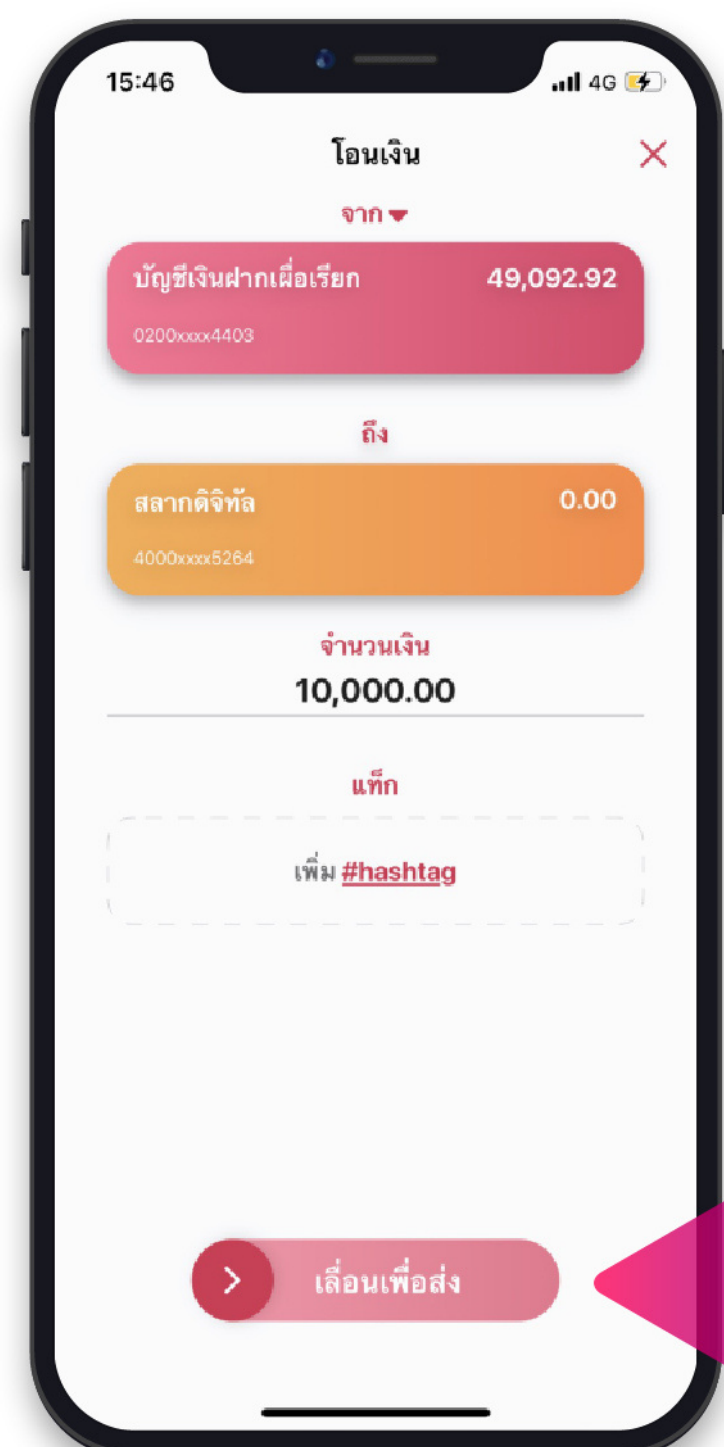 15:46 4G
โอนเงิน
จาก
บัญชีเงินฝากเผื่อเรียก 49,092.92
0200xxxx4403
ถึง
สลากดิจิทัล 0.00
4000xxxx5264
จำนวนเงิน
10,000.00
แท็ก
เพิ่ม #hashtag
เลื่อนเพื่อส่ง